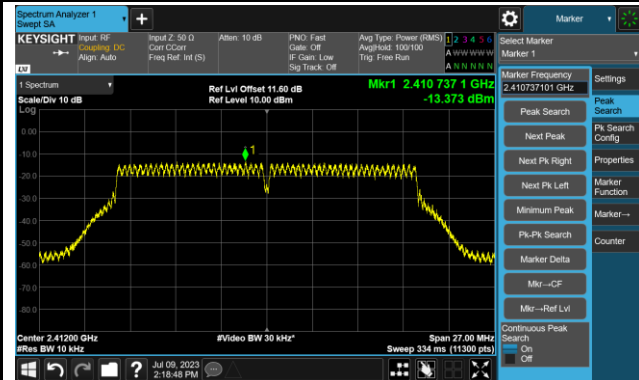 Spectrum Analyzer 1
Swept SA
Marker
KEYSIGHT
Input: RF
Coupling: DC
Align: Auto
Input Z: 50 Ω
Corr CCorr
Freq Ref: Int (S)
Atten: 10 dB
PNO: Fast
Gate: Off
IF Gain: Low
Sig Track: Off
Avg Type: Power (RMS)
Avg|Hold: 100/100
Trig: Free Run
1 2 3 4 5 6
A W W W W W
A N N N N N
LXI
Select Marker
Marker 1
1 Spectrum
Scale/Div 10 dB
Log
Ref Lvl Offset 11.60 dB
Ref Level 10.00 dBm
Mkr1 2.410 737 1 GHz
-13.373 dBm
0.00
-10.0
-20.0
-30.0
-40.0
-50.0
-60.0
-70.0
-80.0
1
Center 2.41200 GHz
#Res BW 10 kHz
#Video BW 30 kHz*
Span 27.00 MHz
Sweep 334 ms (11300 pts)
Marker Frequency
2.410737101 GHz
Peak Search
Next Peak
Next Pk Right
Next Pk Left
Minimum Peak
Pk-Pk Search
Marker Delta
Mkr→CF
Mkr→Ref Lvl
Continuous Peak
Search
On
Off
Settings
Peak
Search
Pk Search
Config
Properties
Marker
Function
Marker→
Counter
Jul 09, 2023
2:18:48 PM